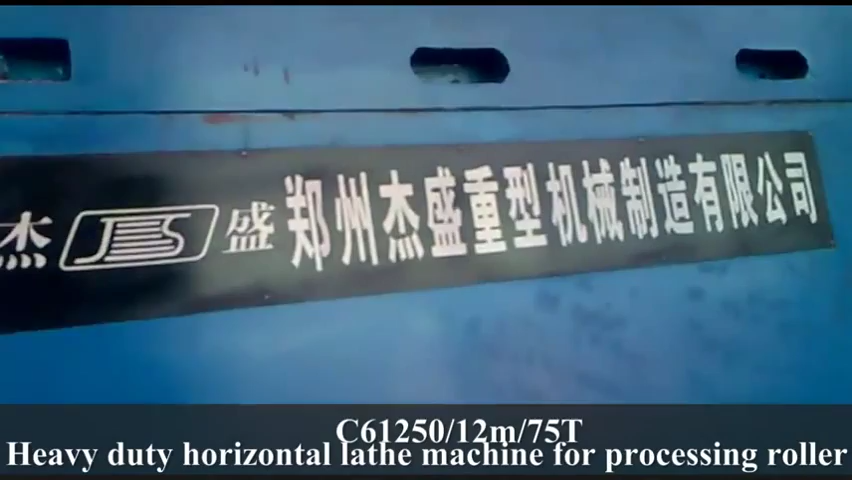 杰 JS 盛 郑州杰盛重型机械制造有限公司
C61250/12m/75T
Heavy duty horizontal lathe machine for processing roller